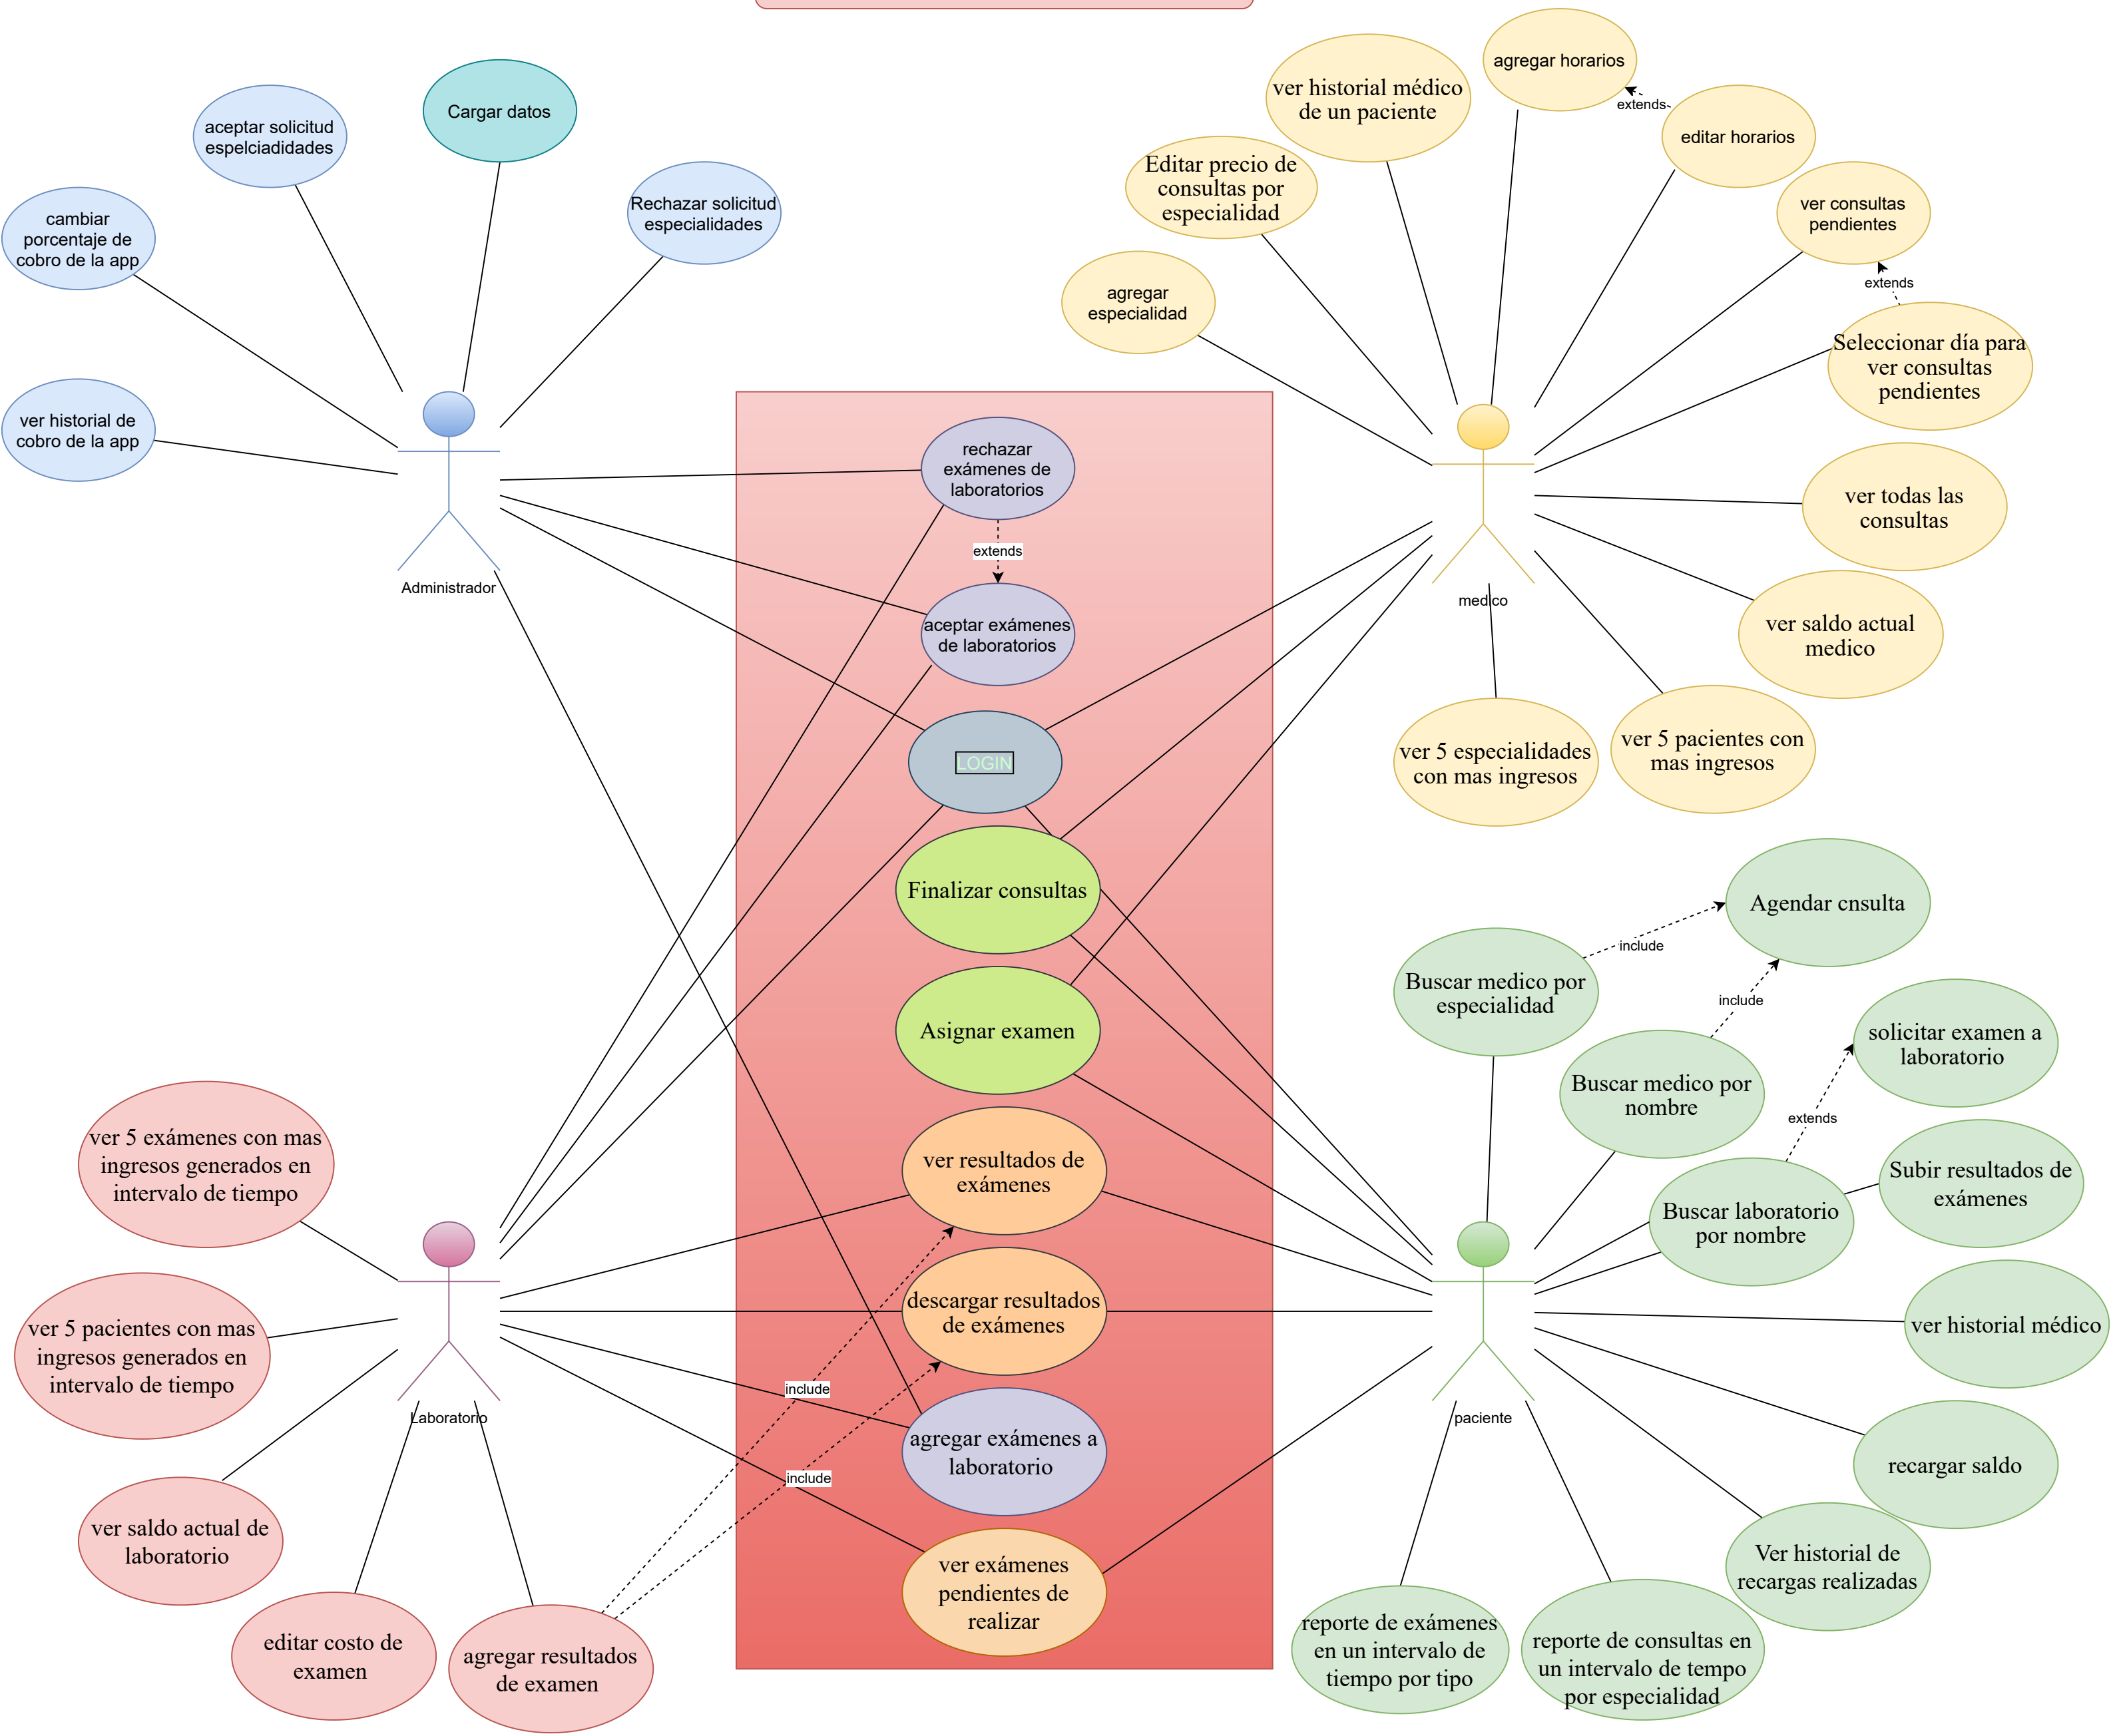 aceptar solicitud
espelciadidades
Cargar datos
cambiar
porcentaje de
cobro de la app
Rechazar solicitud
especialidades
ver historial de
cobro de la app
Administrador
agregar horarios
ver historial médico
de un paciente
extends
editar horarios
Editar precio de
consultas por
especialidad
ver consultas
pendientes
extends
agregar
especialidad
Seleccionar día para
ver consultas
pendientes
ver todas las
consultas
medico
ver saldo actual
medico
ver 5 especialidades
con mas ingresos
ver 5 pacientes con
mas ingresos
rechazar
exámenes de
laboratorios
extends
aceptar exámenes
de laboratorios
LOGIN
Finalizar consultas
Asignar examen
ver resultados de
exámenes
descargar resultados
de exámenes
include
agregar exámenes a
laboratorio
include
ver exámenes
pendientes de
realizar
Agendar cnsulta
include
Buscar medico por
especialidad
include
solicitar examen a
laboratorio
Buscar medico por
nombre
extends
Subir resultados de
exámenes
Buscar laboratorio
por nombre
ver historial médico
paciente
recargar saldo
Ver historial de
recargas realizadas
reporte de exámenes
en un intervalo de
tiempo por tipo
reporte de consultas en
un intervalo de tempo
por especialidad
ver 5 exámenes con mas
ingresos generados en
intervalo de tiempo
ver 5 pacientes con mas
ingresos generados en
intervalo de tiempo
Laboratorio
ver saldo actual de
laboratorio
editar costo de
examen
agregar resultados
de examen